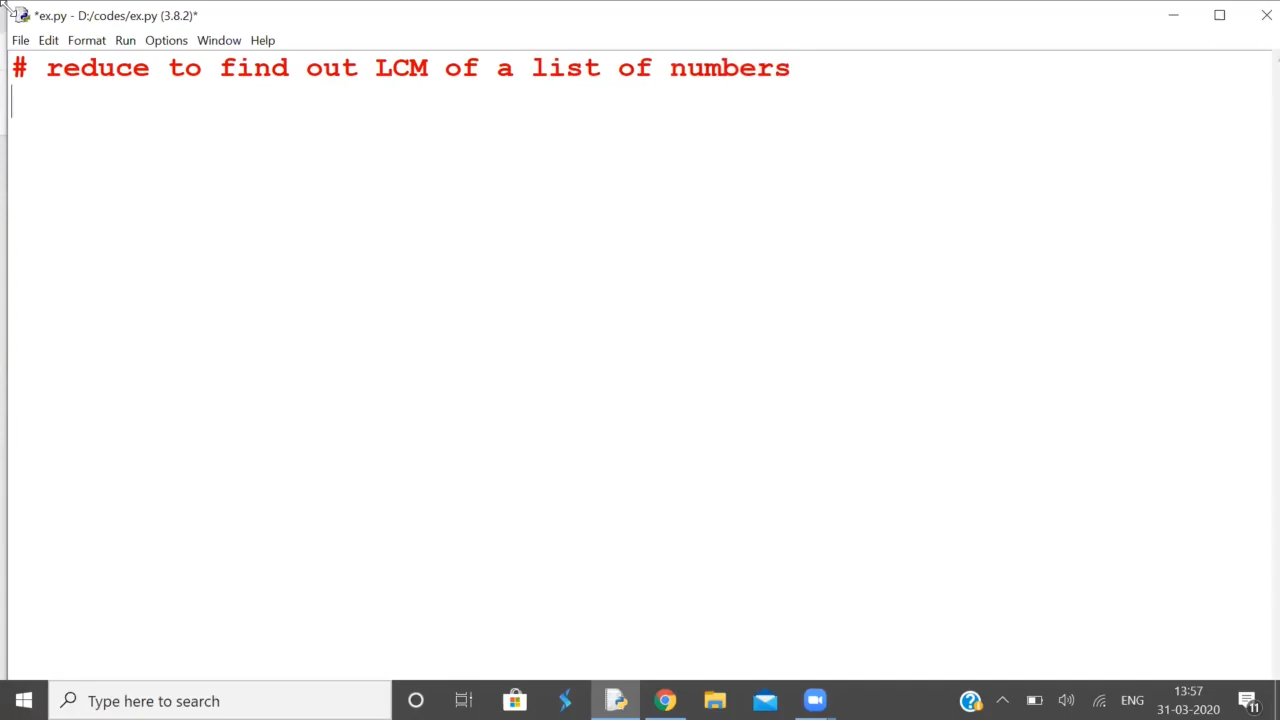 *ex.py - D:/codes/ex.py (3.8.2)*
File Edit Format Run Options Window Help
# reduce to find out LCM of a list of numbers
Type here to search
ENG
13:57
31-03-2020
11